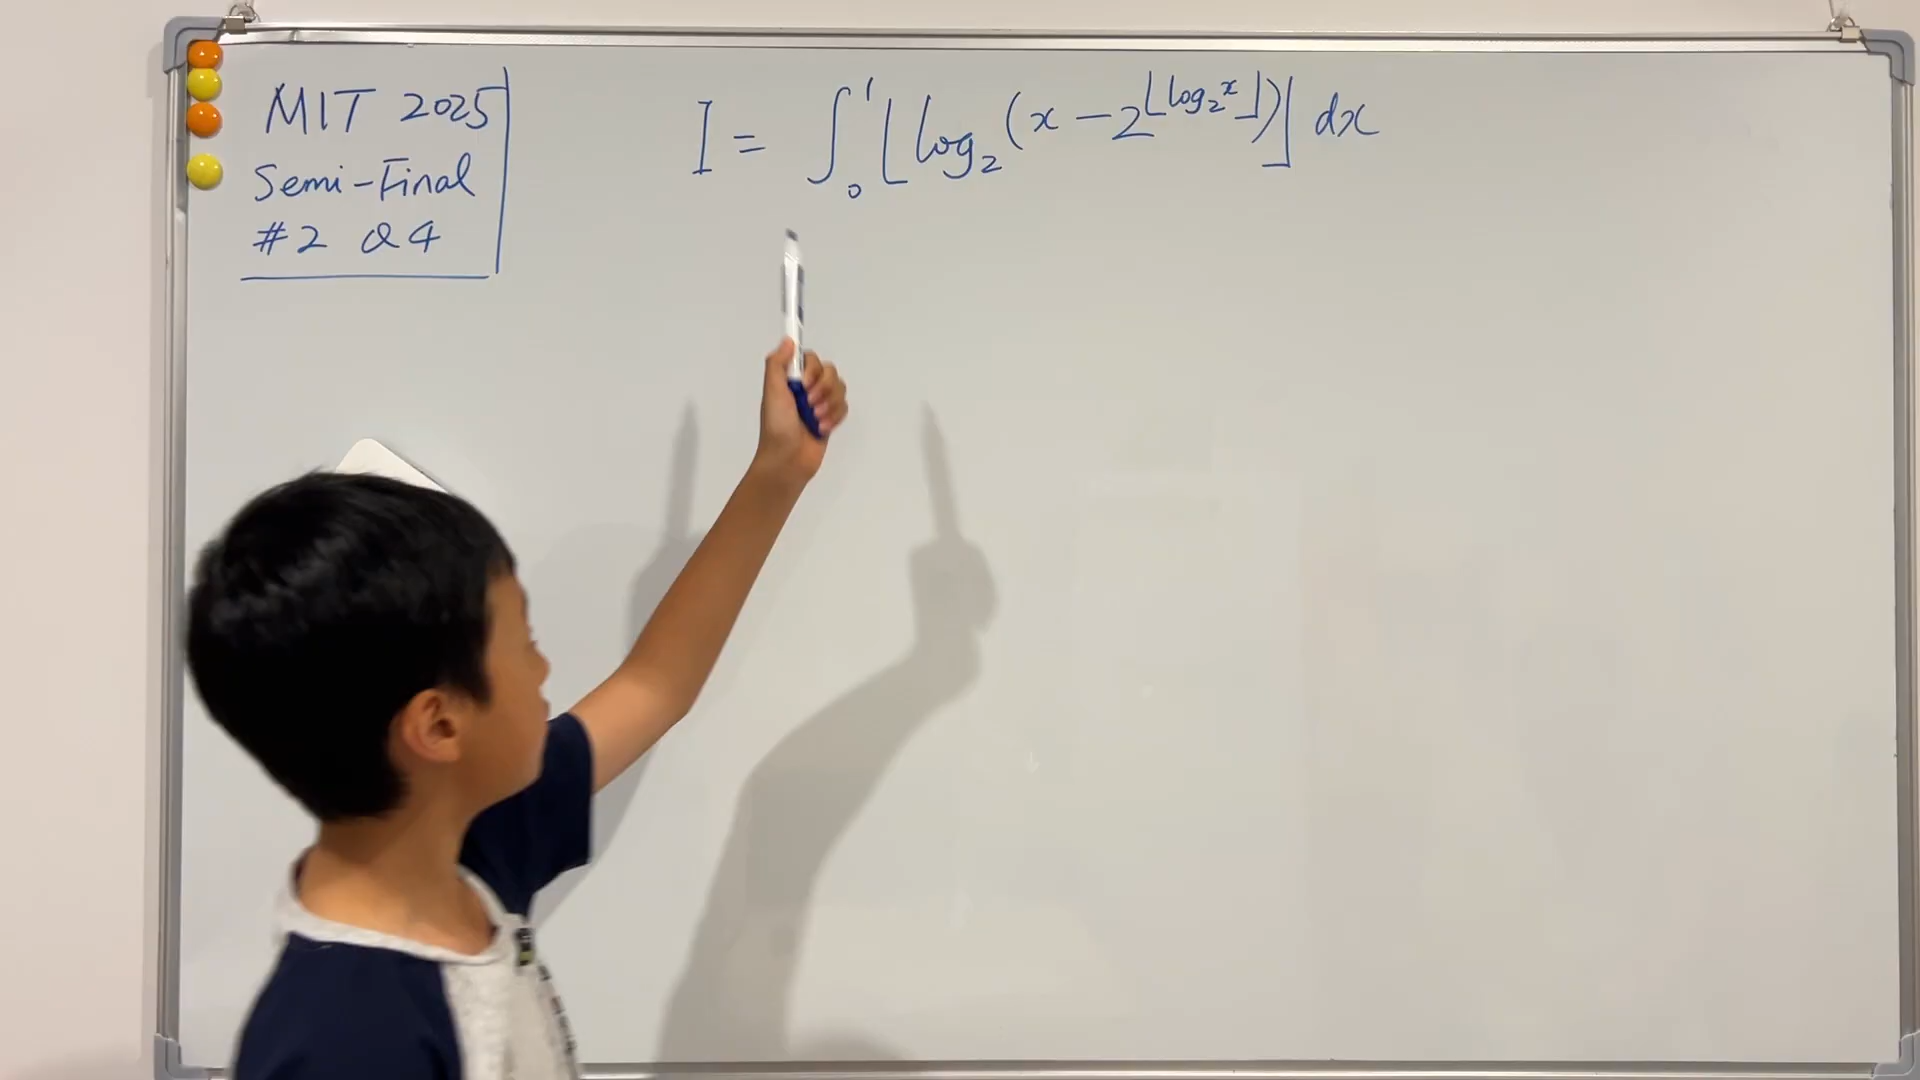 MIT 2025
Semi-Final
#2 Q4
I = ∫₀¹ ⌊log₂(x − 2^⌊log₂x⌋)⌋ dx